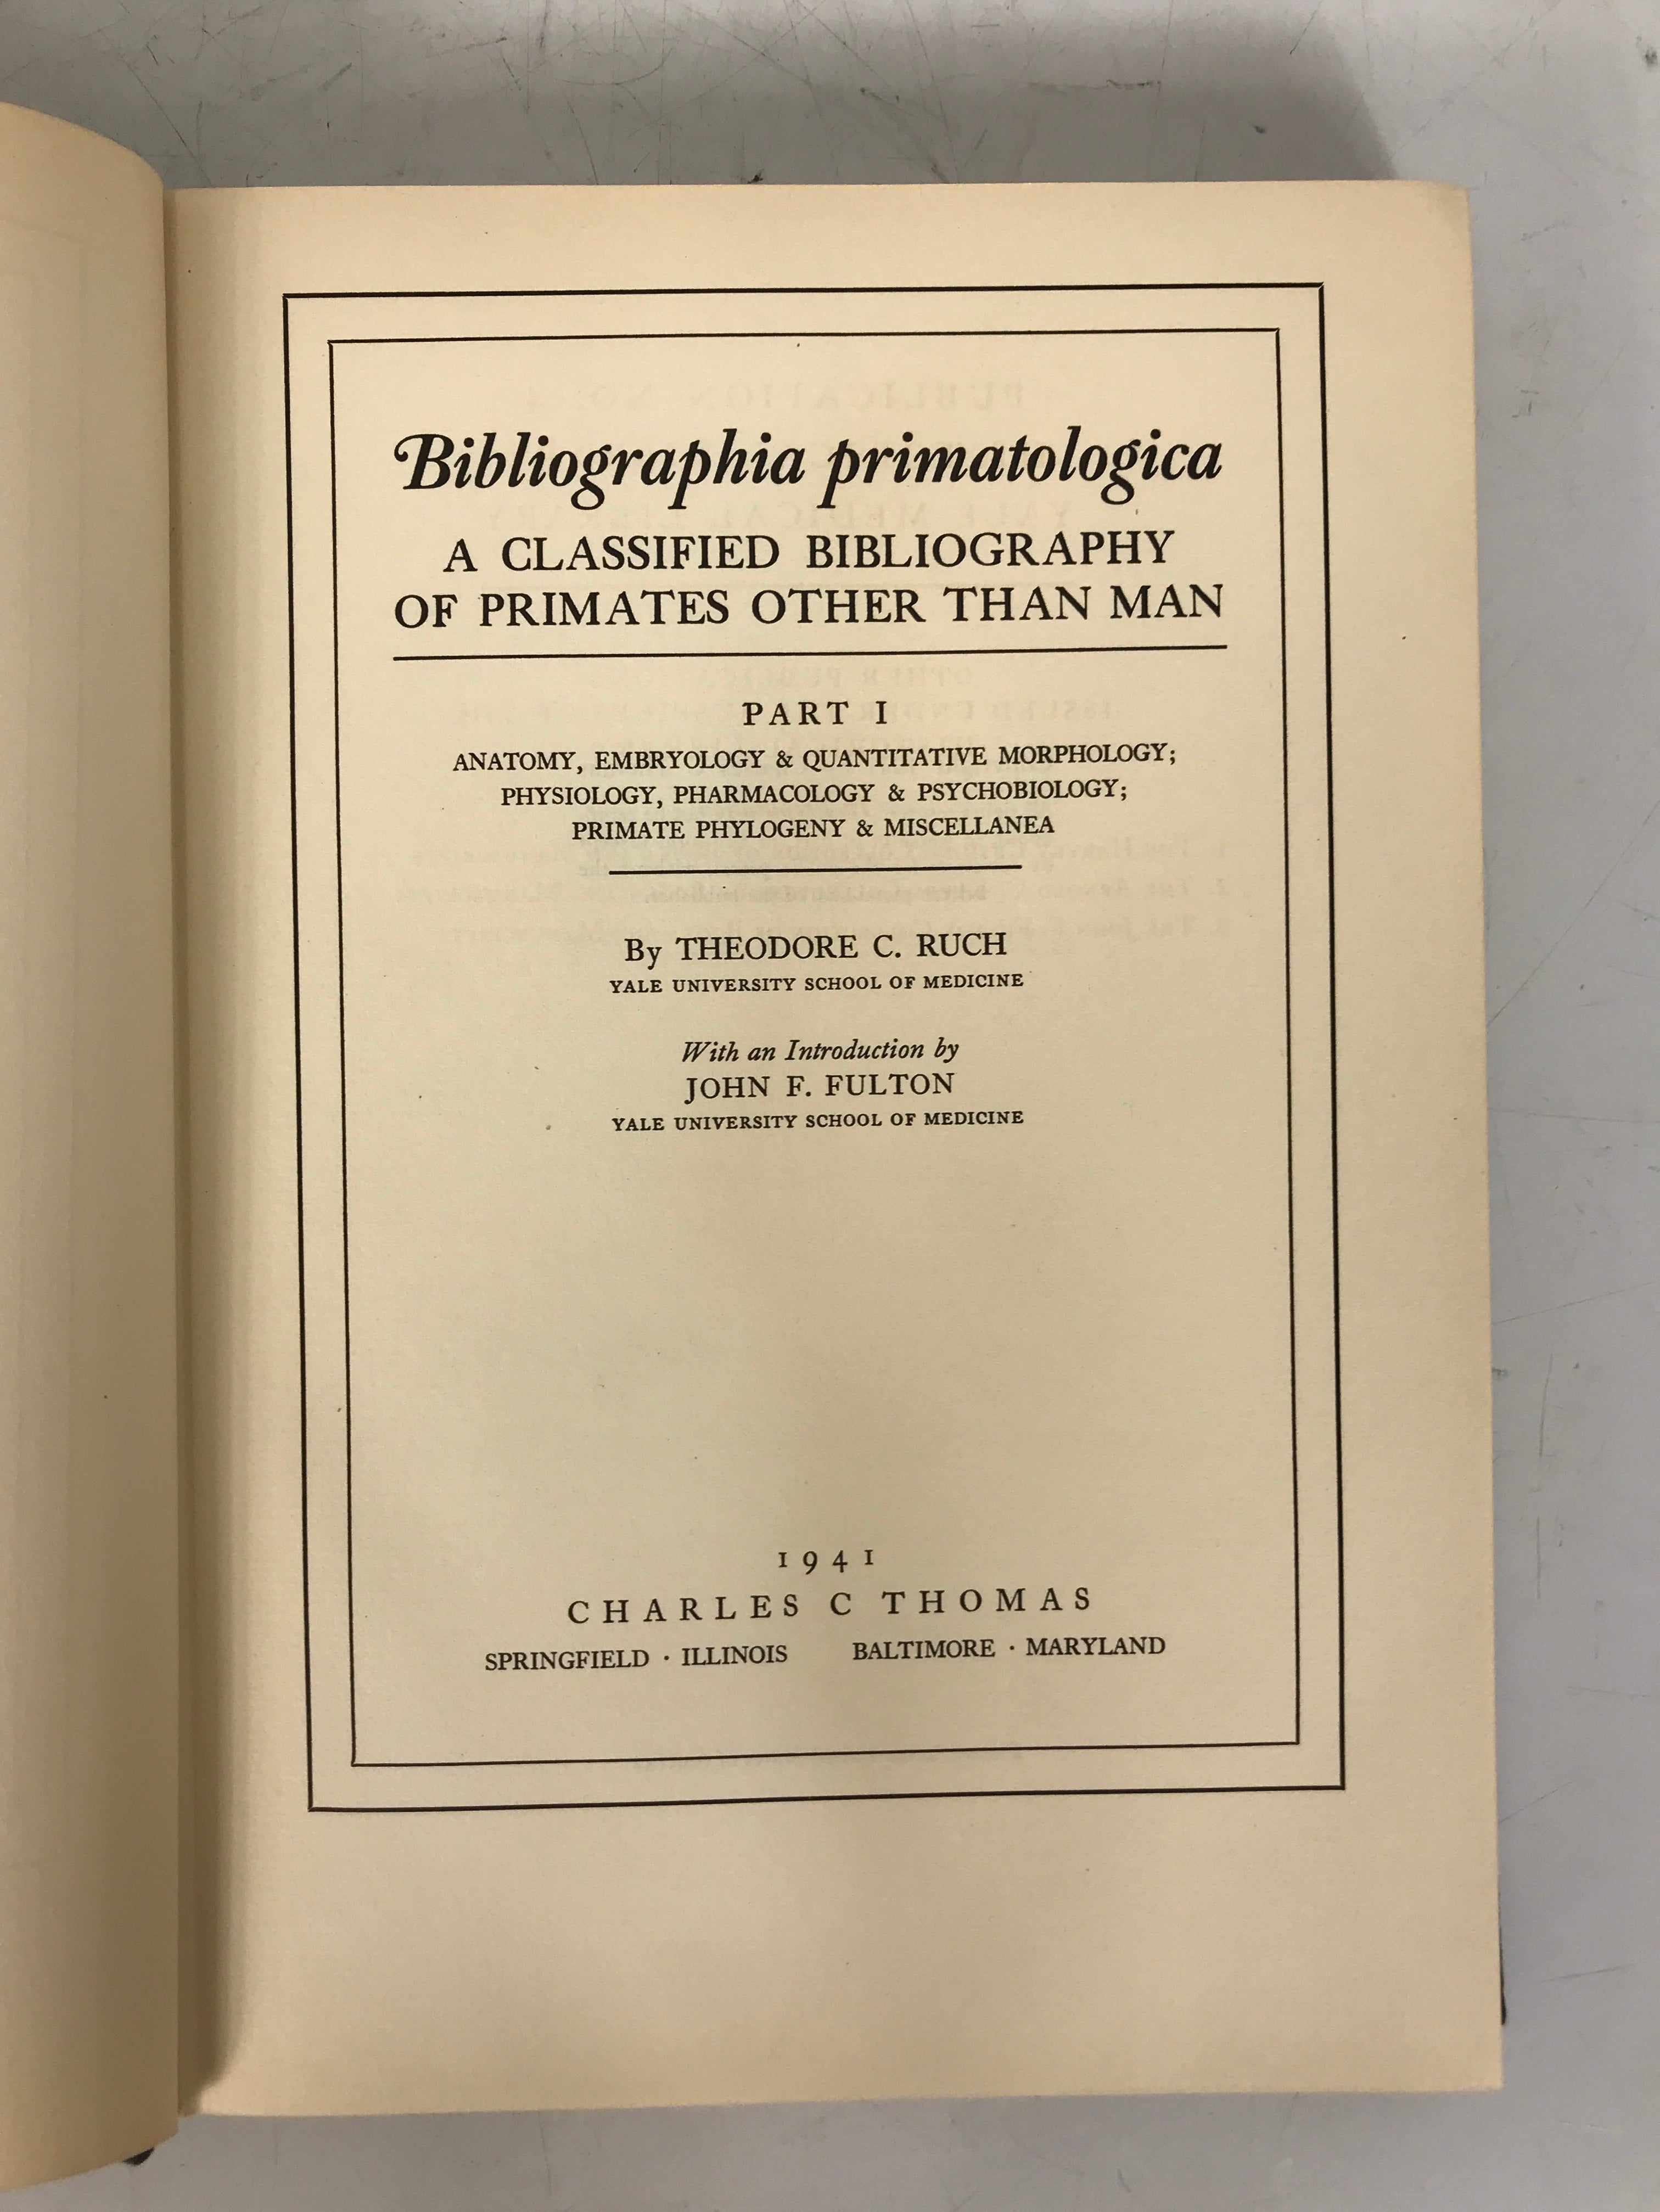 Bibliographia primatologica
A CLASSIFIED BIBLIOGRAPHY
OF PRIMATES OTHER THAN MAN
PART I
ANATOMY, EMBRYOLOGY & QUANTITATIVE MORPHOLOGY;
PHYSIOLOGY, PHARMACOLOGY & PSYCHOBIOLOGY;
PRIMATE PHYLOGENY & MISCELLANEA
By THEODORE C. RUCH
YALE UNIVERSITY SCHOOL OF MEDICINE
With an Introduction by
JOHN F. FULTON
YALE UNIVERSITY SCHOOL OF MEDICINE
1941
CHARLES C THOMAS
SPRINGFIELD · ILLINOIS BALTIMORE · MARYLAND